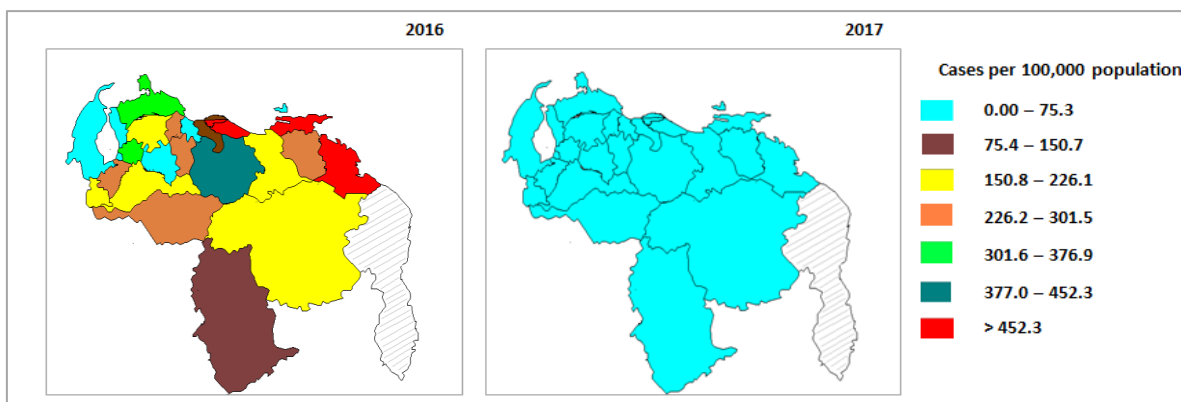 2016
2017
Cases per 100,000 population
0.00 – 75.3
75.4 – 150.7
150.8 – 226.1
226.2 – 301.5
301.6 – 376.9
377.0 – 452.3
> 452.3